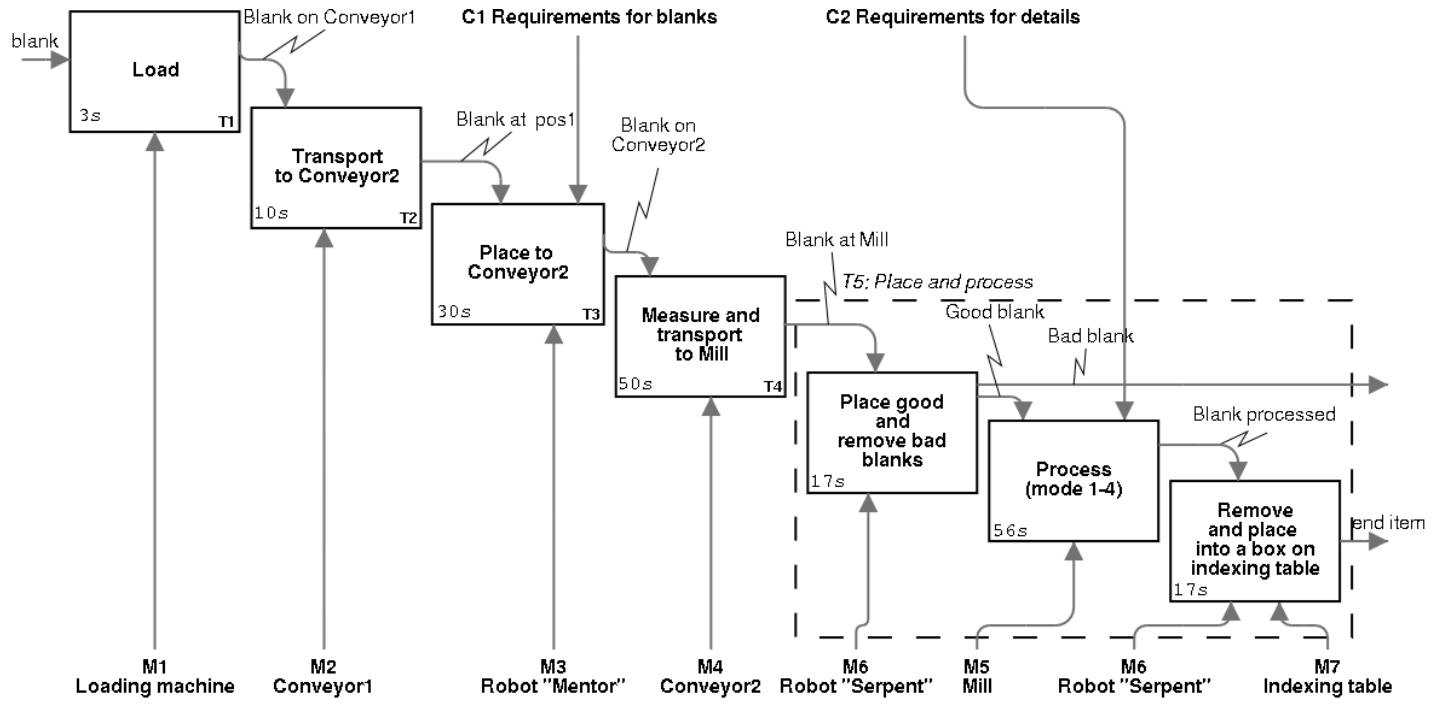 Blank on Conveyor1
C1 Requirements for blanks
C2 Requirements for details
blank
Load
3s
T1
Blank at pos1
Blank on
Conveyor2
Transport
to Conveyor2
10s
T2
Place to
Conveyor2
30s
T3
Blank at Mill
T5: Place and process
Measure and
transport
to Mill
50s
T4
Good blank
Bad blank
Place good
and
remove bad
blanks
17s
Blank processed
Process
(mode 1-4)
56s
Remove
and place
into a box on
indexing table
17s
end item
M1
Loading machine
M2
Conveyor1
M3
Robot "Mentor"
M4
Conveyor2
M6
Robot "Serpent"
M5
Mill
M6
Robot "Serpent"
M7
Indexing table